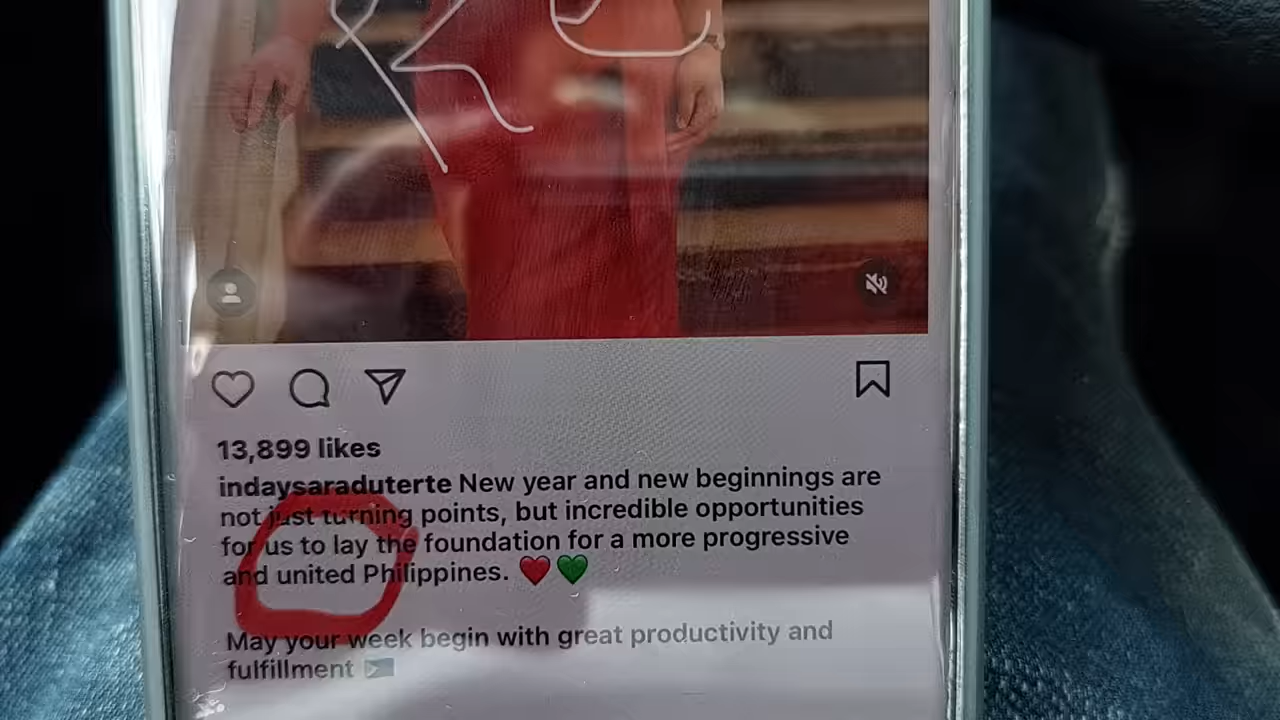 13,899 likes
indaysaraduterte New year and new beginnings are
not just turning points, but incredible opportunities
for us to lay the foundation for a more progressive
and united Philippines. ❤️💚
May your week begin with great productivity and
fulfillment 🇵🇭